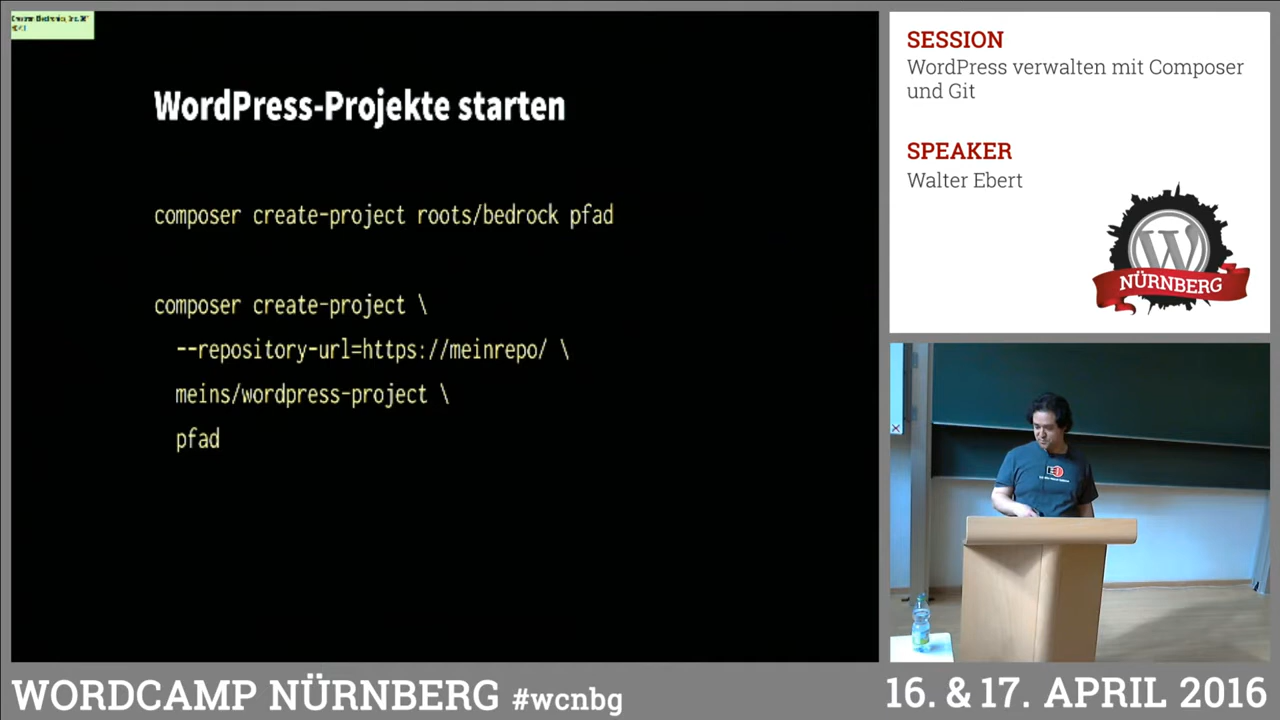 WordPress-Projekte starten
composer create-project roots/bedrock pfad
composer create-project \
--repository-url=https://meinrepo/ \
meins/wordpress-project \
pfad
SESSION
WordPress verwalten mit Composer
und Git
SPEAKER
Walter Ebert
NÜRNBERG
WORDCAMP NÜRNBERG #wcnbg
16. & 17. APRIL 2016